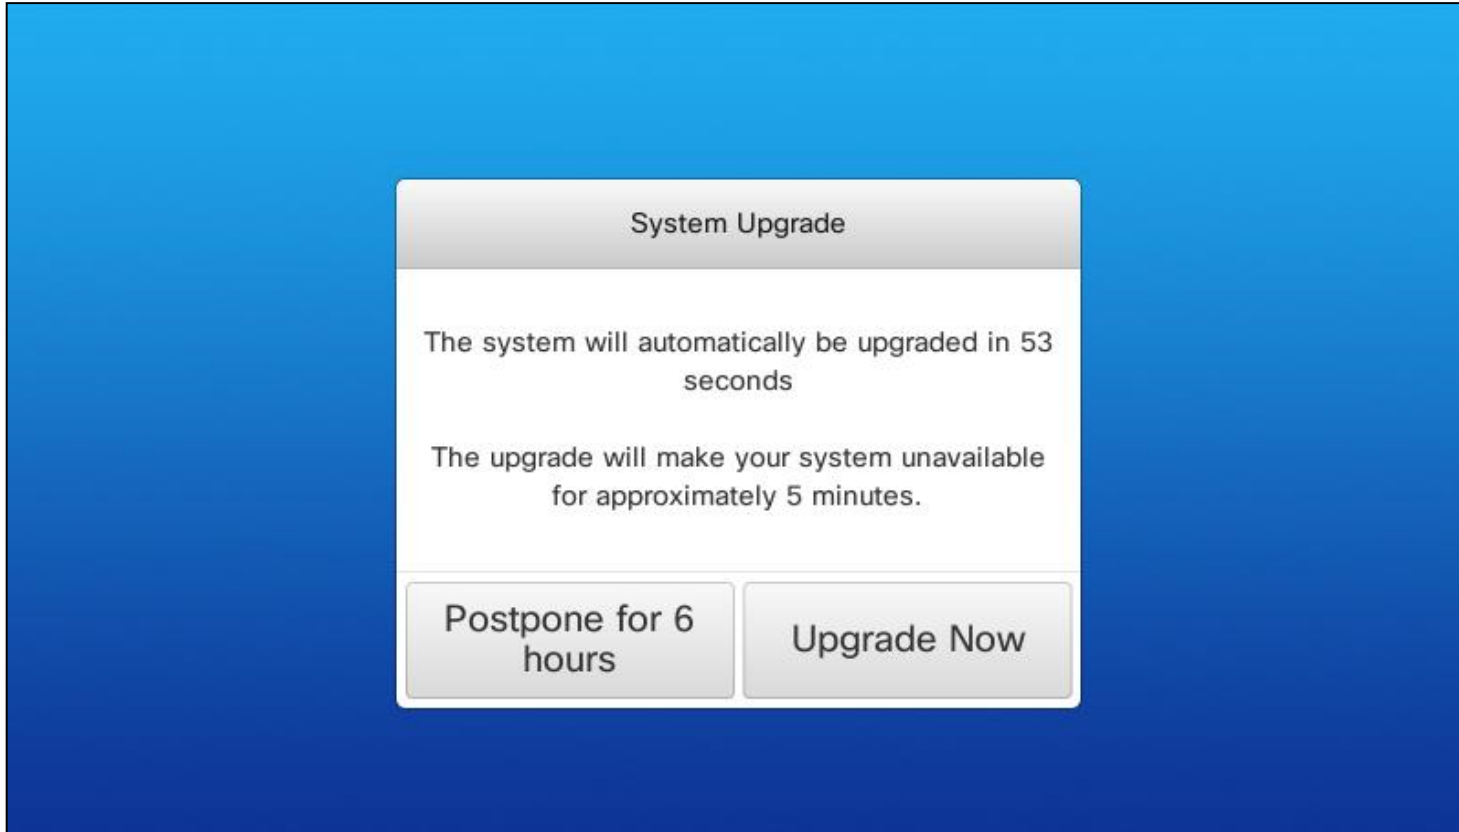 System Upgrade
The system will automatically be upgraded in 53
seconds
The upgrade will make your system unavailable
for approximately 5 minutes.
Postpone for 6
hours
Upgrade Now